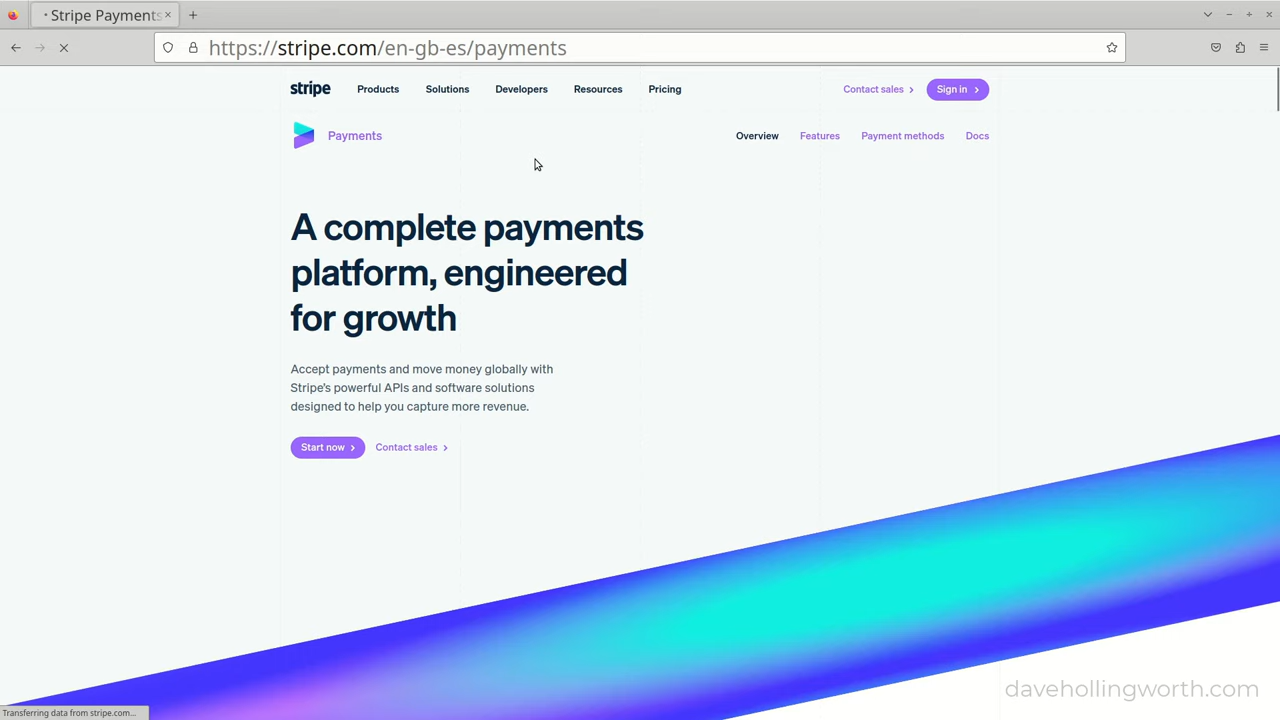 Stripe Payments
https://stripe.com/en-gb-es/payments
stripe Products Solutions Developers Resources Pricing Contact sales Sign in
Payments Overview Features Payment methods Docs
A complete payments
platform, engineered
for growth
Accept payments and move money globally with
Stripe's powerful APIs and software solutions
designed to help you capture more revenue.
Start now Contact sales
davehollingworth.com
Transferring data from stripe.com...